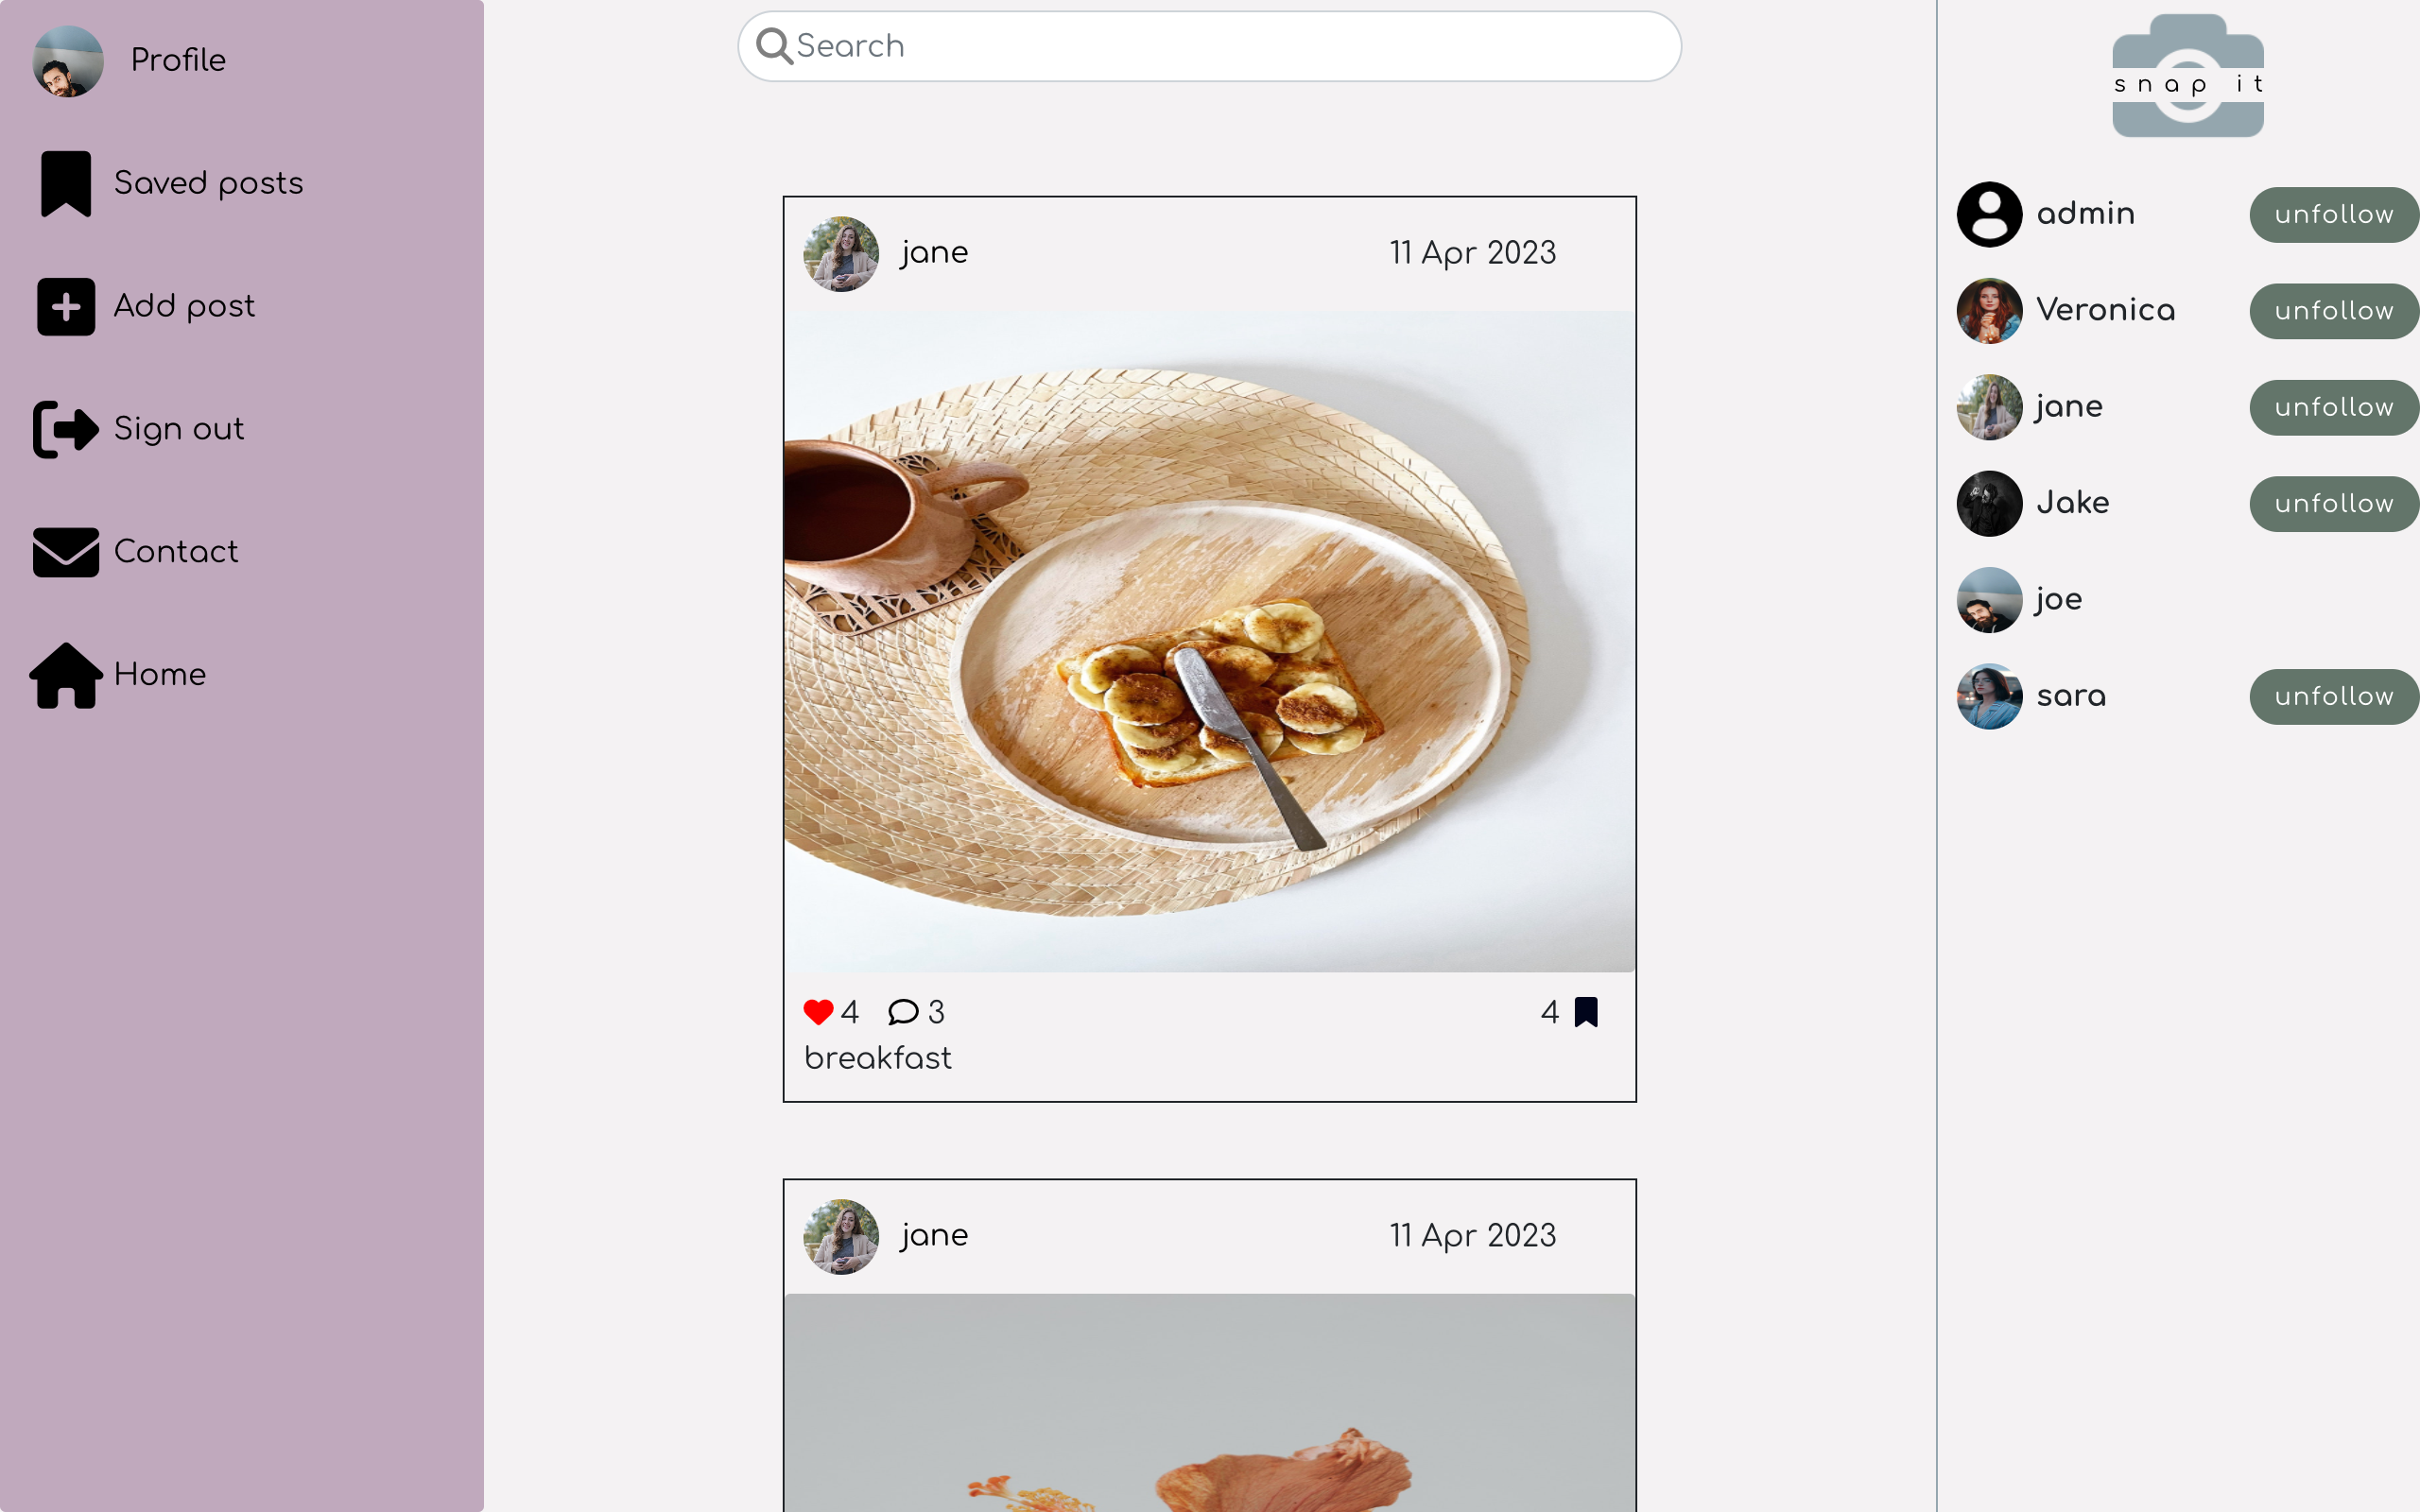 Profile
Saved posts
Add post
Sign out
Contact
Home
Search
jane 11 Apr 2023
4 3 4
breakfast
jane 11 Apr 2023
snap it
admin unfollow
Veronica unfollow
jane unfollow
Jake unfollow
joe
sara unfollow